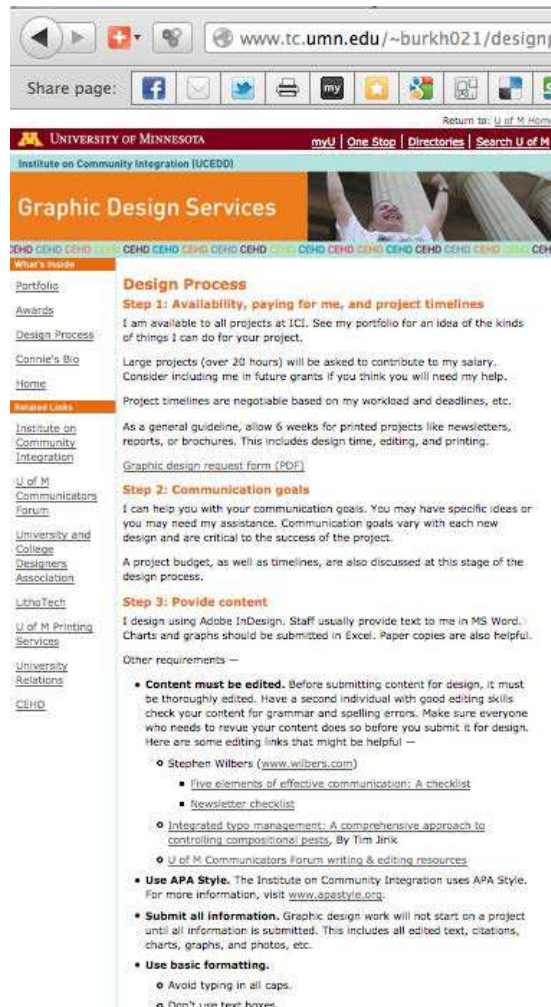 www.tc.umn.edu/~burkh021/design
Share page:
my
Return to: U of M Home
UNIVERSITY OF MINNESOTA
myU | One Stop | Directories | Search U of M
Institute on Community Integration (UCEDD)
Graphic Design Services
CEHD CEHD CEHD CEHD CEHD CEHD CEHD CEHD CEHD CEHD CEHD CEHD CEHD CEHD CEHD CEHD
What's Inside
Portfolio
Awards
Design Process
Connie's Bio
Home
Related Links
Institute on
Community
Integration
U of M
Communicators
Forum
University and
College
Designers
Association
LithoTech
U of M Printing
Services
University
Relations
CEHD
Design Process
Step 1: Availability, paying for me, and project timelines
I am available to all projects at ICI. See my portfolio for an idea of the kinds
of things I can do for your project.
Large projects (over 20 hours) will be asked to contribute to my salary.
Consider including me in future grants if you think you will need my help.
Project timelines are negotiable based on my workload and deadlines, etc.
As a general guideline, allow 6 weeks for printed projects like newsletters,
reports, or brochures. This includes design time, editing, and printing.
Graphic design request form (PDF)
Step 2: Communication goals
I can help you with your communication goals. You may have specific ideas or
you may need my assistance. Communication goals vary with each new
design and are critical to the success of the project.
A project budget, as well as timelines, are also discussed at this stage of the
design process.
Step 3: Povide content
I design using Adobe InDesign. Staff usually provide text to me in MS Word.
Charts and graphs should be submitted in Excel. Paper copies are also helpful.
Other requirements —
• Content must be edited. Before submitting content for design, it must
be thoroughly edited. Have a second individual with good editing skills
check your content for grammar and spelling errors. Make sure everyone
who needs to revue your content does so before you submit it for design.
Here are some editing links that might be helpful —
Stephen Wilbers (www.wilbers.com)
Five elements of effective communication: A checklist
Newsletter checklist
Integrated typo management: A comprehensive approach to
controlling compositional pests, By Tim Jirik
U of M Communicators Forum writing & editing resources
• Use APA Style. The Institute on Community Integration uses APA Style.
For more information, visit www.apastyle.org.
• Submit all information. Graphic design work will not start on a project
until all information is submitted. This includes all edited text, citations,
charts, graphs, and photos, etc.
• Use basic formatting.
Avoid typing in all caps.
Don't use text boxes